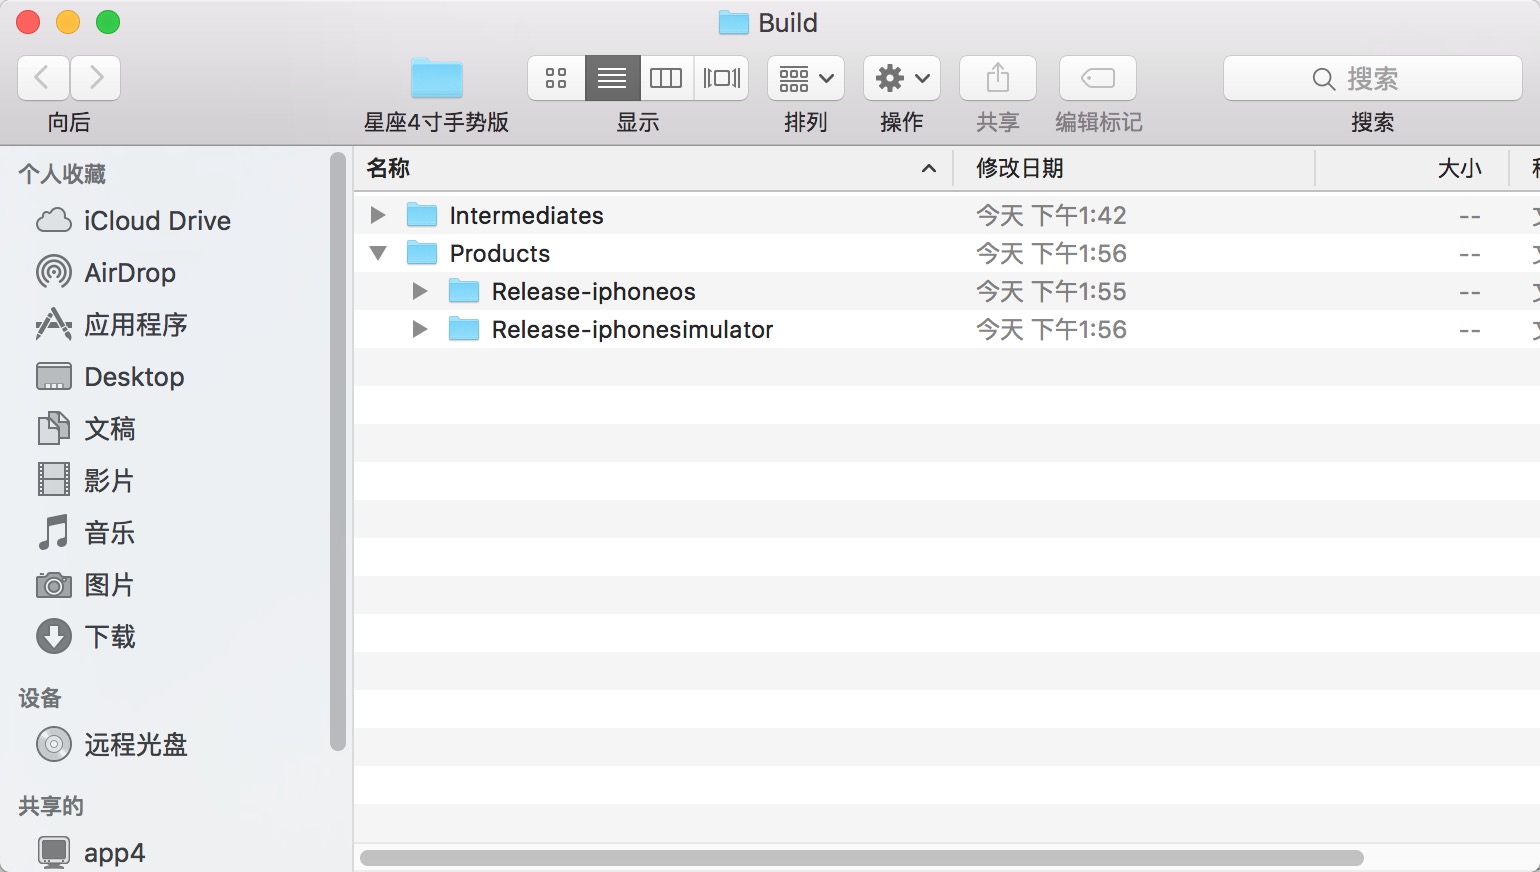 Build
向后
星座4寸手势版
显示
排列
操作
共享
编辑标记
搜索
搜索
个人收藏
iCloud Drive
AirDrop
应用程序
Desktop
文稿
影片
音乐
图片
下载
设备
远程光盘
共享的
app4
名称 修改日期 大小
Intermediates 今天 下午1:42 --
Products 今天 下午1:56 --
Release-iphoneos 今天 下午1:55 --
Release-iphonesimulator 今天 下午1:56 --